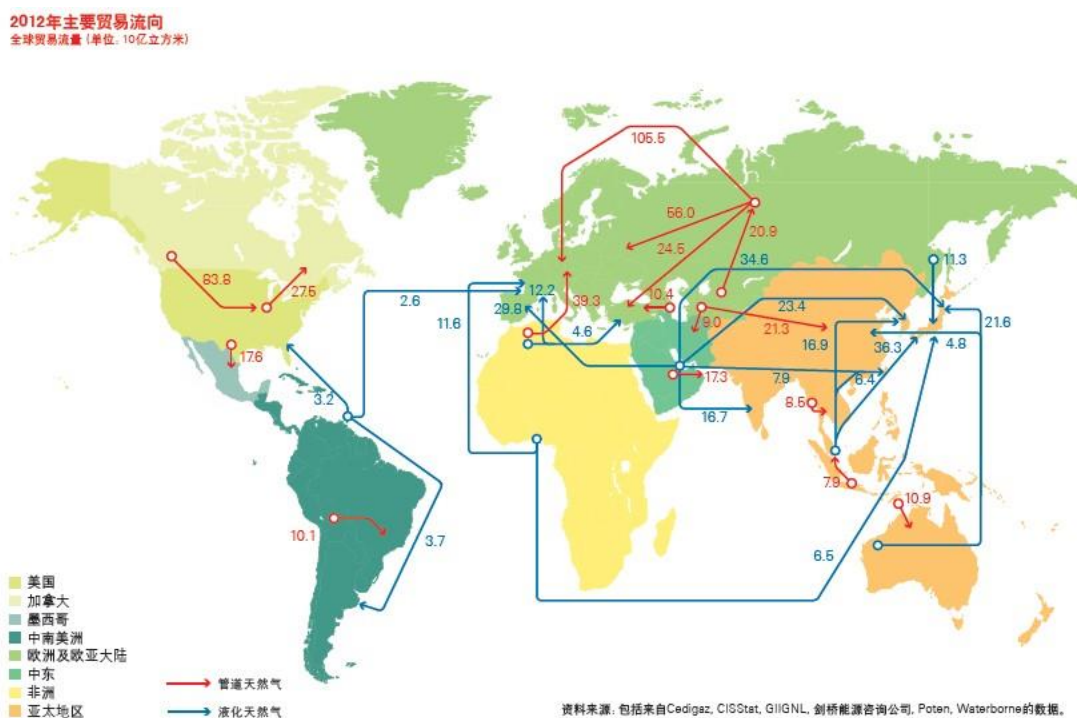 2012年主要贸易流向
全球贸易流量 (单位: 10亿立方米)
105.5
56.0
24.5
20.9
34.6
11.3
83.8
27.5
2.6
12.2
29.8
39.3
10.4
23.4
9.0
21.3
4.6
11.6
16.9
36.3
4.8
21.6
17.6
3.2
17.3
7.9
6.4
16.7
8.5
7.9
10.9
10.1
3.7
6.5
美国
加拿大
墨西哥
中南美洲
欧洲及欧亚大陆
中东
非洲
亚太地区
管道天然气
液化天然气
资料来源: 包括来自Cedigaz, CISStat, GIIGNL, 剑桥能源咨询公司, Poten, Waterborne的数据。